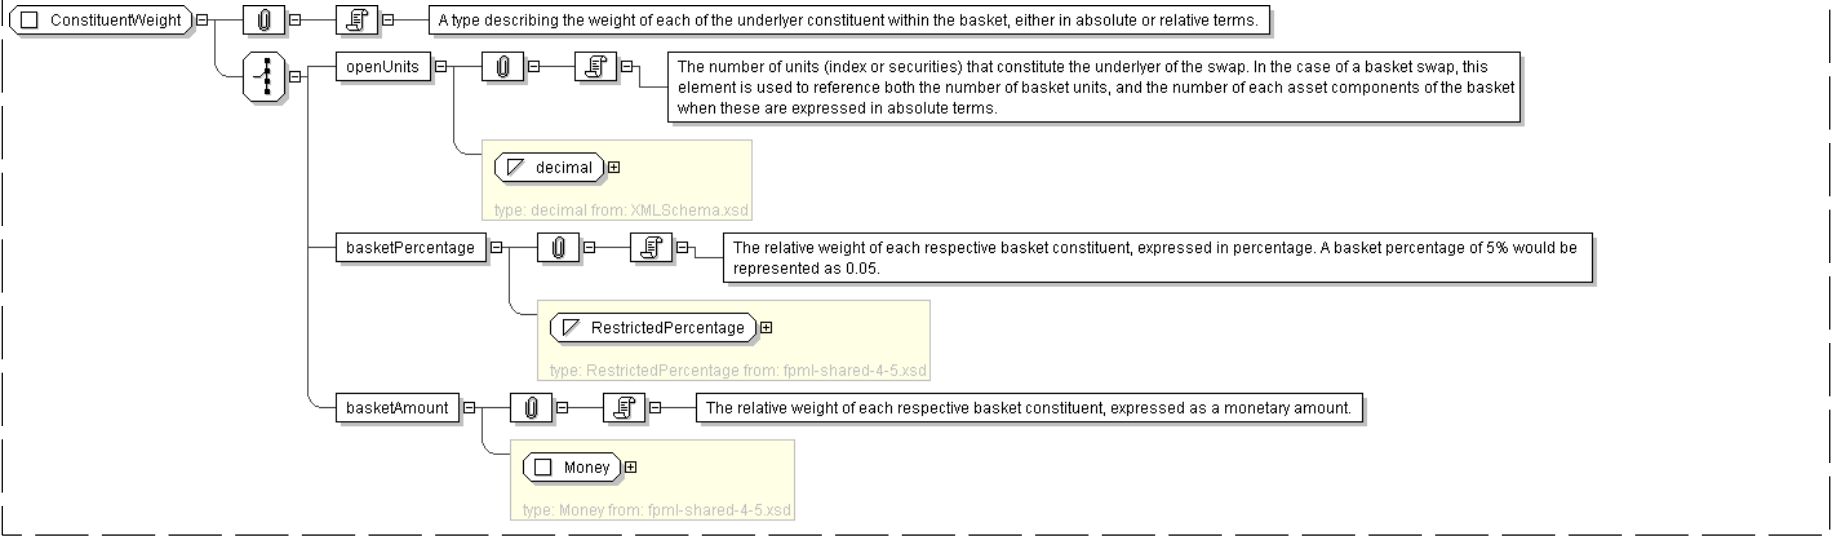 ConstituentWeight
A type describing the weight of each of the underlyer constituent within the basket, either in absolute or relative terms.
openUnits
The number of units (index or securities) that constitute the underlyer of the swap. In the case of a basket swap, this
element is used to reference both the number of basket units, and the number of each asset components of the basket
when these are expressed in absolute terms.
decimal
type: decimal from: XMLSchema.xsd
basketPercentage
The relative weight of each respective basket constituent, expressed in percentage. A basket percentage of 5% would be
represented as 0.05.
RestrictedPercentage
type: RestrictedPercentage from: fpml-shared-4-5.xsd
basketAmount
The relative weight of each respective basket constituent, expressed as a monetary amount.
Money
type: Money from: fpml-shared-4-5.xsd